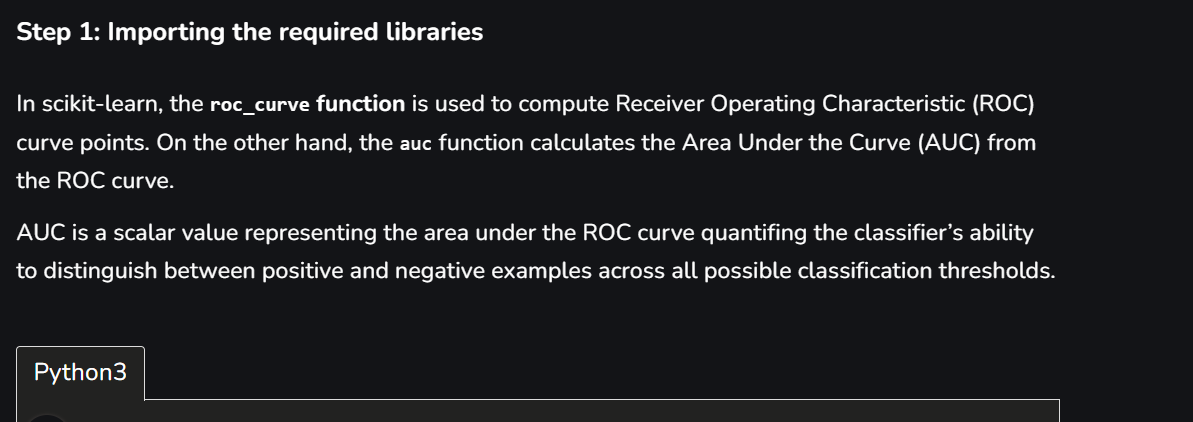 Step 1: Importing the required libraries
In scikit-learn, the roc_curve function is used to compute Receiver Operating Characteristic (ROC)
curve points. On the other hand, the auc function calculates the Area Under the Curve (AUC) from
the ROC curve.
AUC is a scalar value representing the area under the ROC curve quantifing the classifier’s ability
to distinguish between positive and negative examples across all possible classification thresholds.
Python3